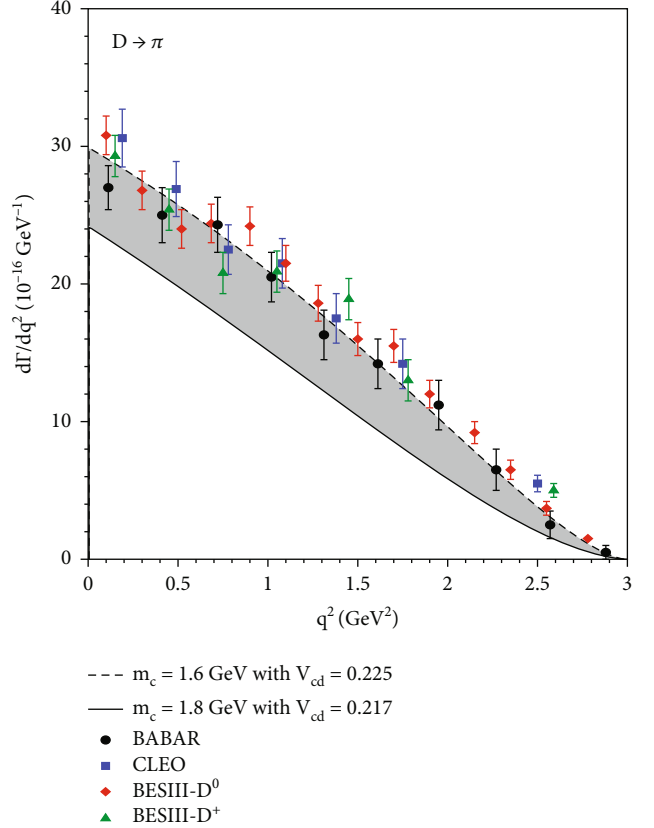 40
D → π
30
20
10
0
dΓ/dq² (10⁻¹⁶ GeV⁻¹)
0 0.5 1 1.5 2 2.5 3
q² (GeV²)
m_c = 1.6 GeV with V_cd = 0.225
m_c = 1.8 GeV with V_cd = 0.217
BABAR
CLEO
BESIII-D⁰
BESIII-D⁺